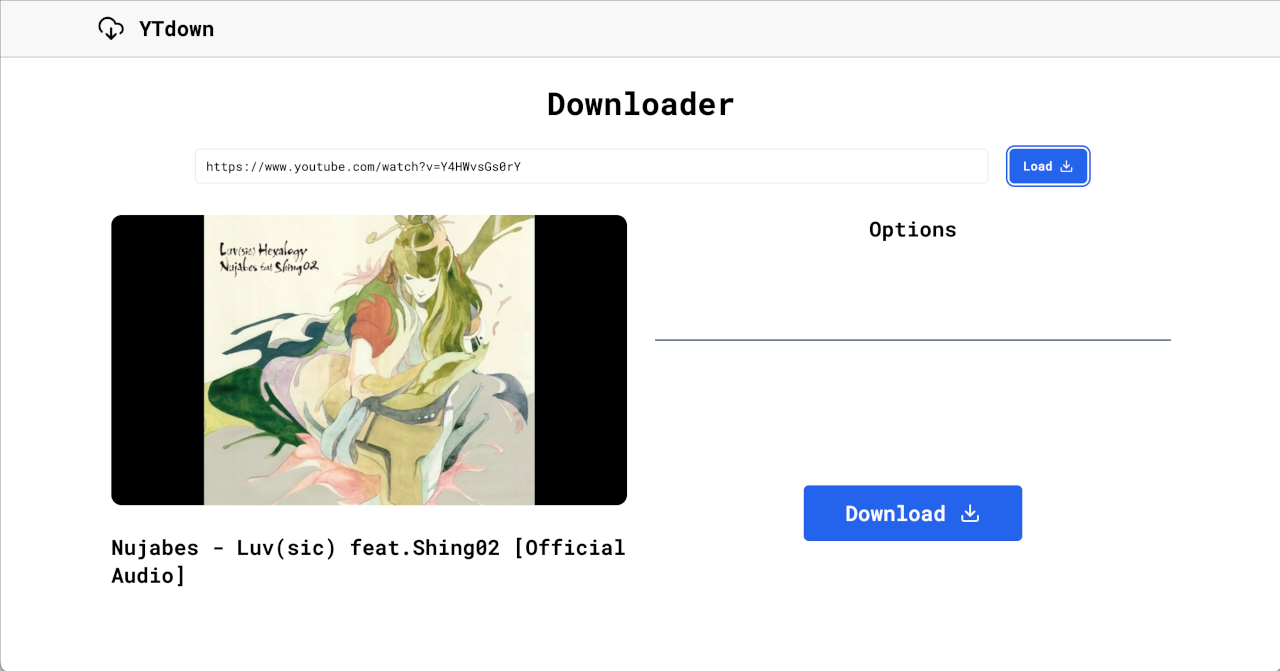 YTdown
Downloader
https://www.youtube.com/watch?v=Y4HWvsGs0rY
Load
Luv(sic) Hexalogy
Nujabes feat Shing02
Options
Download
Nujabes - Luv(sic) feat.Shing02 [Official
Audio]